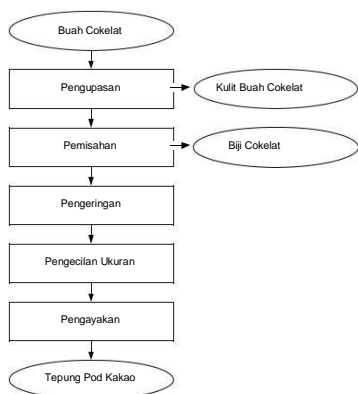 Buah Cokelat
Pengupasan
Kulit Buah Cokelat
Pemisahan
Biji Cokelat
Pengeringan
Pengecilan Ukuran
Pengayakan
Tepung Pod Kakao